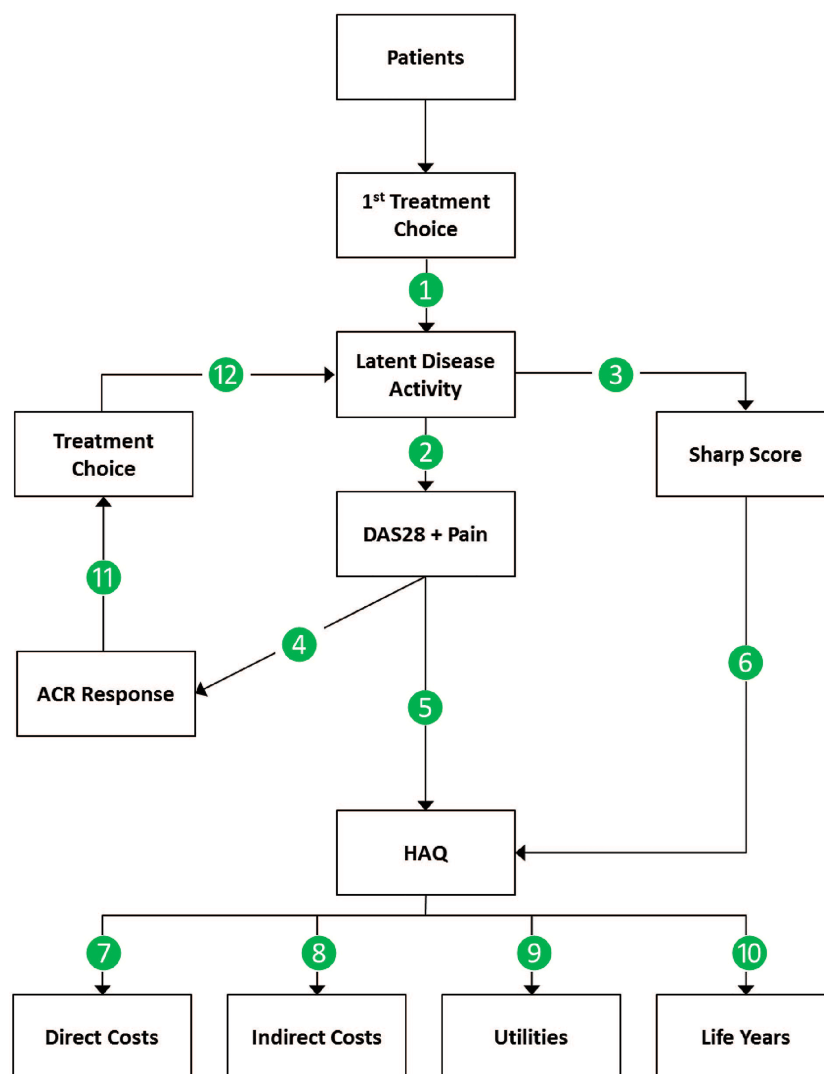 Patients
1st Treatment
Choice
1
12
Latent Disease
Activity
3
Treatment
Choice
2
Sharp Score
DAS28 + Pain
11
4
6
ACR Response
5
HAQ
7
8
9
10
Direct Costs
Indirect Costs
Utilities
Life Years